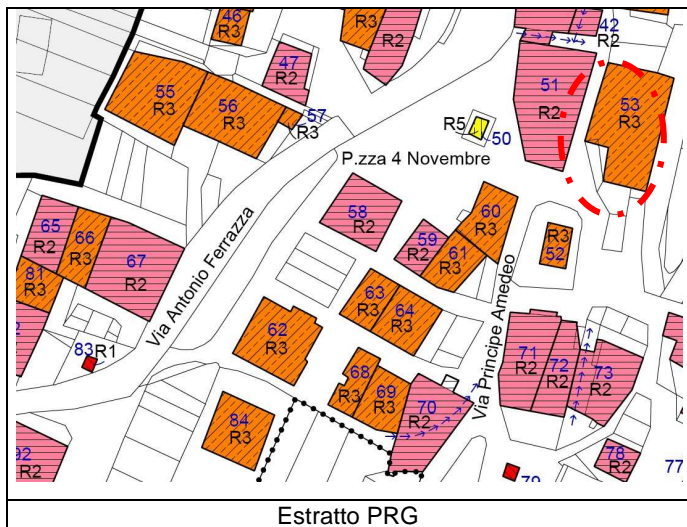 46
R3
R2
42
R2
47
R2
51
R2
53
R3
55
R3
56
R3
57
R3
R5
50
P.zza 4 Novembre
58
R2
59
R2
60
R3
61
R3
R3
52
65
R2
66
R3
67
R2
81
R3
Via Antonio Ferrazza
63
R3
64
R3
62
R3
Via Principe Amedeo
71
R2
72
R2
73
R2
83
R1
68
R3
69
R3
70
R2
84
R3
92
R2
78
R2
77
79
Estratto PRG